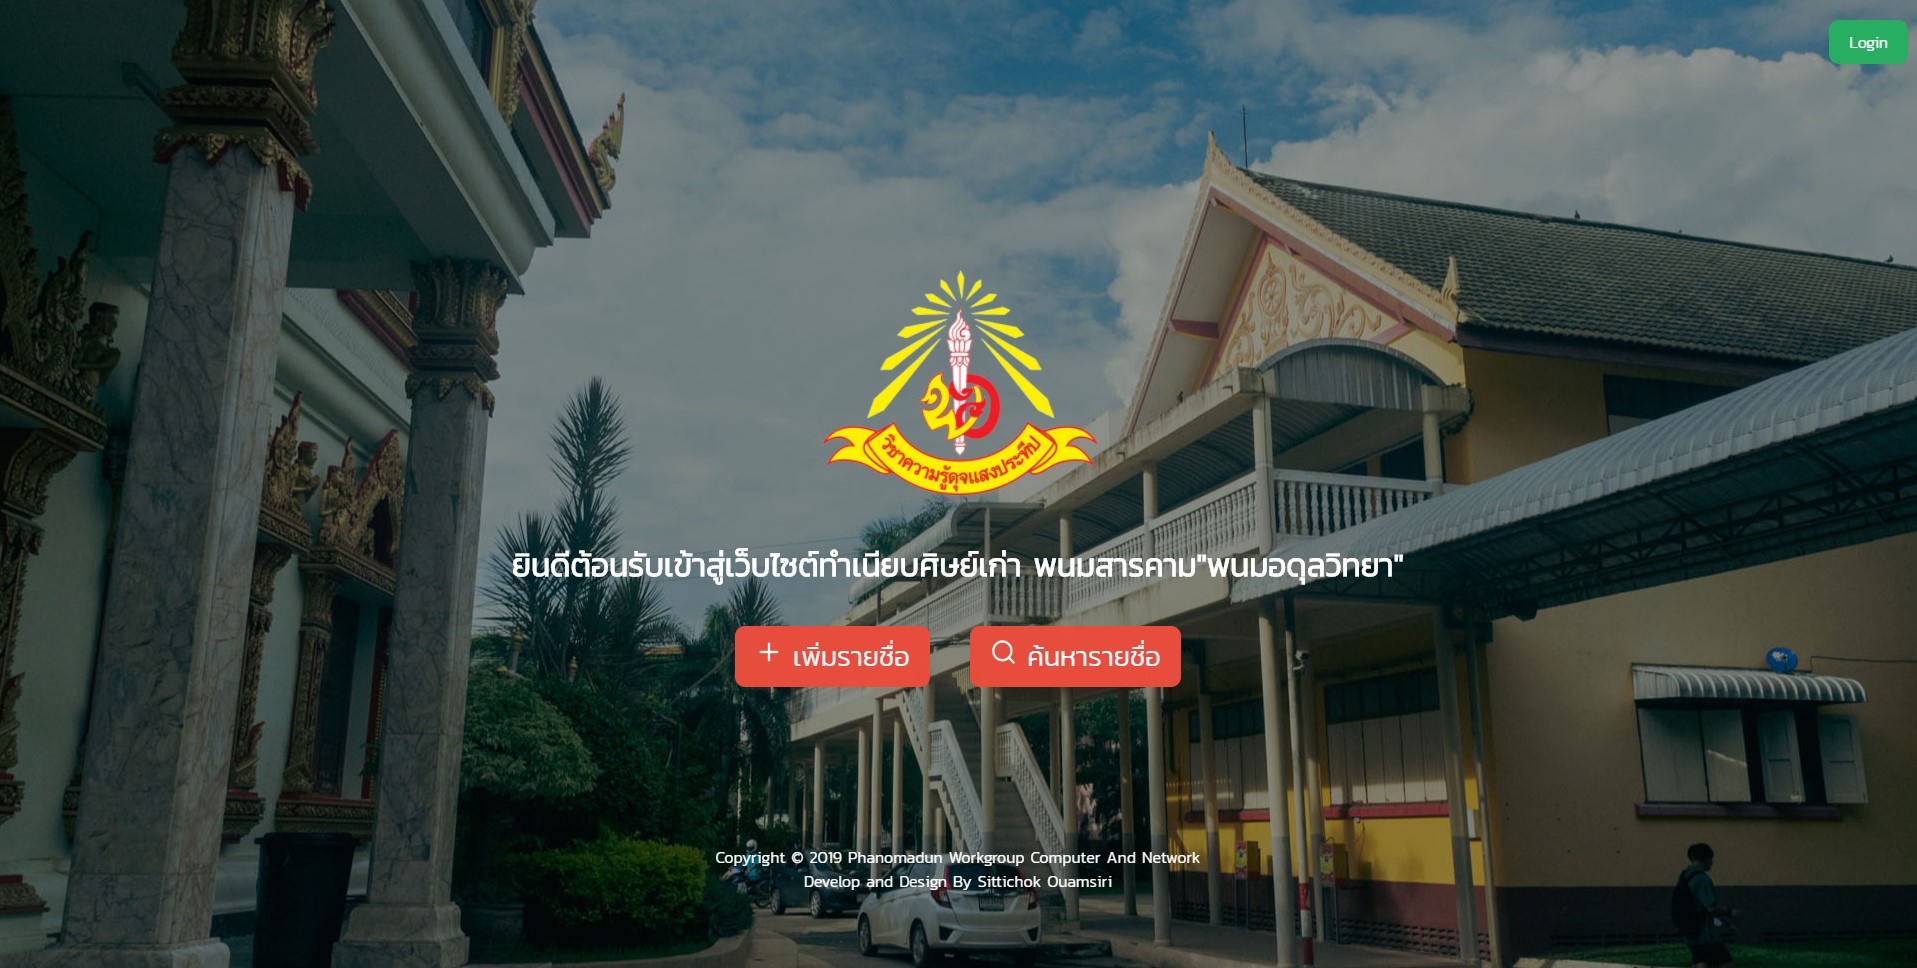 Login
วิชาความรู้ดุจแสงประทีป
ยินดีต้อนรับเข้าสู่เว็บไซต์ทำเนียบศิษย์เก่า พนมสารคาม"พนมอดุลวิทยา"
เพิ่มรายชื่อ
ค้นหารายชื่อ
Copyright © 2019 Phanomadun Workgroup Computer And Network
Develop and Design By Sittichok Ouamsiri